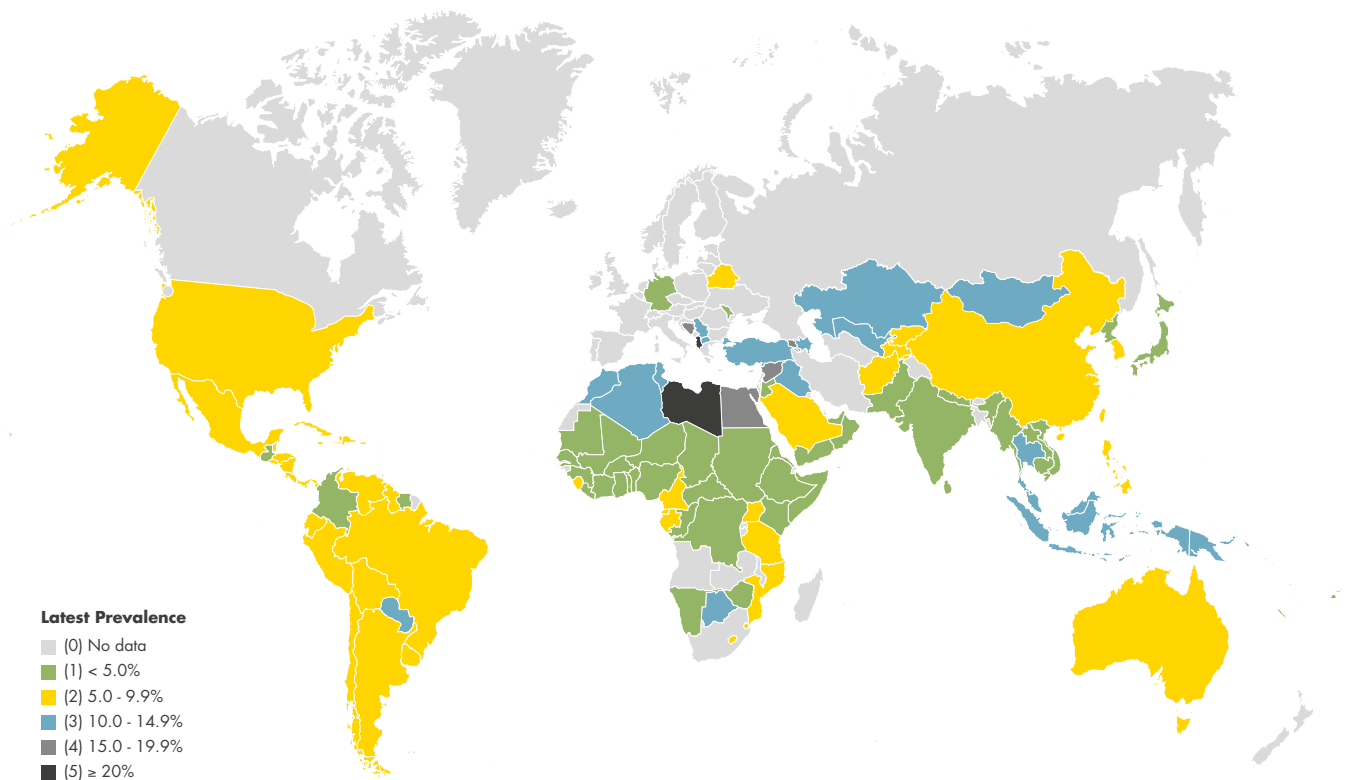 Latest Prevalence
(0) No data
(1) < 5.0%
(2) 5.0 - 9.9%
(3) 10.0 - 14.9%
(4) 15.0 - 19.9%
(5) ≥ 20%